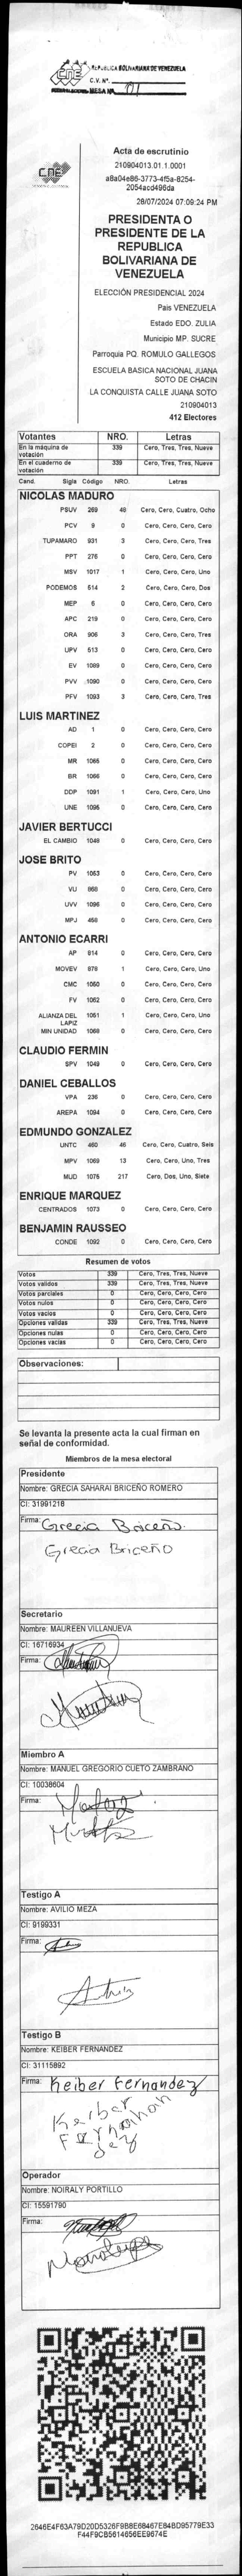 CNE
REPUBLICA BOLIVARIANA DE VENEZUELA
C.V. Nº.
MESA Nº 01
CNE
Acta de escrutinio
210904013.01.1.0001
a8a04e86-3773-4f5a-8254-
2054acd496da
28/07/2024 07:09:24 PM
PRESIDENTA O
PRESIDENTE DE LA
REPUBLICA
BOLIVARIANA DE
VENEZUELA
ELECCIÓN PRESIDENCIAL 2024
Pais VENEZUELA
Estado EDO. ZULIA
Municipio MP. SUCRE
Parroquia PQ. ROMULO GALLEGOS
ESCUELA BASICA NACIONAL JUANA
SOTO DE CHACIN
LA CONQUISTA CALLE JUANA SOTO
210904013
412 Electores
Votantes NRO. Letras
En la máquina de votación 339 Cero, Tres, Tres, Nueve
En el cuaderno de votación 339 Cero, Tres, Tres, Nueve
Cand. Sigla Código NRO. Letras
NICOLAS MADURO
PSUV 269 48 Cero, Cero, Cuatro, Ocho
PCV 9 0 Cero, Cero, Cero, Cero
TUPAMARO 931 3 Cero, Cero, Cero, Tres
PPT 276 0 Cero, Cero, Cero, Cero
MSV 1017 1 Cero, Cero, Cero, Uno
PODEMOS 514 2 Cero, Cero, Cero, Dos
MEP 6 0 Cero, Cero, Cero, Cero
APC 219 0 Cero, Cero, Cero, Cero
ORA 906 3 Cero, Cero, Cero, Tres
UPV 513 0 Cero, Cero, Cero, Cero
EV 1089 0 Cero, Cero, Cero, Cero
PVV 1090 0 Cero, Cero, Cero, Cero
PFV 1093 3 Cero, Cero, Cero, Tres
LUIS MARTINEZ
AD 1 0 Cero, Cero, Cero, Cero
COPEI 2 0 Cero, Cero, Cero, Cero
MR 1065 0 Cero, Cero, Cero, Cero
BR 1066 0 Cero, Cero, Cero, Cero
DDP 1091 1 Cero, Cero, Cero, Uno
UNE 1095 0 Cero, Cero, Cero, Cero
JAVIER BERTUCCI
EL CAMBIO 1048 0 Cero, Cero, Cero, Cero
JOSE BRITO
PV 1053 0 Cero, Cero, Cero, Cero
VU 868 0 Cero, Cero, Cero, Cero
UVV 1096 0 Cero, Cero, Cero, Cero
MPJ 458 0 Cero, Cero, Cero, Cero
ANTONIO ECARRI
AP 914 0 Cero, Cero, Cero, Cero
MOVEV 978 1 Cero, Cero, Cero, Uno
CMC 1050 0 Cero, Cero, Cero, Cero
FV 1062 0 Cero, Cero, Cero, Cero
ALIANZA DEL LAPIZ 1051 1 Cero, Cero, Cero, Uno
MIN UNIDAD 1068 0 Cero, Cero, Cero, Cero
CLAUDIO FERMIN
SPV 1049 0 Cero, Cero, Cero, Cero
DANIEL CEBALLOS
VPA 236 0 Cero, Cero, Cero, Cero
AREPA 1094 0 Cero, Cero, Cero, Cero
EDMUNDO GONZALEZ
UNTC 460 46 Cero, Cero, Cuatro, Seis
MPV 1069 13 Cero, Cero, Uno, Tres
MUD 1075 217 Cero, Dos, Uno, Siete
ENRIQUE MARQUEZ
CENTRADOS 1073 0 Cero, Cero, Cero, Cero
BENJAMIN RAUSSEO
CONDE 1092 0 Cero, Cero, Cero, Cero
Resumen de votos
Votos 339 Cero, Tres, Tres, Nueve
Votos validos 339 Cero, Tres, Tres, Nueve
Votos parciales 0 Cero, Cero, Cero, Cero
Votos nulos 0 Cero, Cero, Cero, Cero
Votos vacios 0 Cero, Cero, Cero, Cero
Opciones validas 339 Cero, Tres, Tres, Nueve
Opciones nulas 0 Cero, Cero, Cero, Cero
Opciones vacias 0 Cero, Cero, Cero, Cero
Observaciones:
Se levanta la presente acta la cual firman en
señal de conformidad.
Miembros de la mesa electoral
Presidente
Nombre: GRECIA SAHARAI BRICEÑO ROMERO
CI: 31991218
Firma: Grecia Briceño.
Grecia Briceño
Secretario
Nombre: MAUREEN VILLANUEVA
CI: 16716934
Firma:
Miembro A
Nombre: MANUEL GREGORIO CUETO ZAMBRANO
CI: 10038604
Firma:
Testigo A
Nombre: AVILIO MEZA
CI: 9199331
Firma:
Testigo B
Nombre: KEIBER FERNANDEZ
CI: 31115892
Firma: Keiber Fernandez
Keiber
Operador
Nombre: NOIRALY PORTILLO
CI: 15591790
Firma:
2646E4F63A79D20D5326F9B8E68467E84BD95779E33
F44F9CB5614656EE9674E